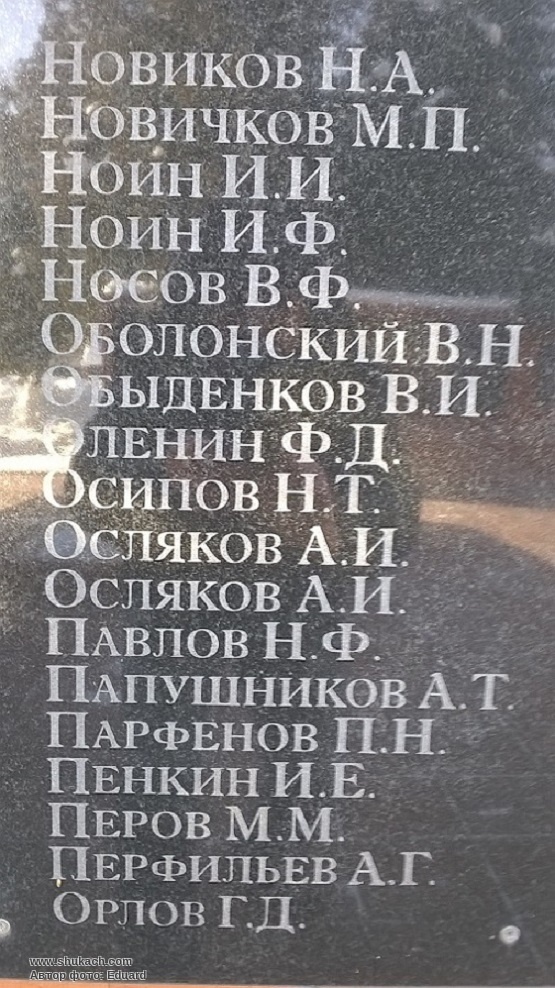 Новиков Н.А.
Новичков М.П.
Ноин И.И.
Ноин И.Ф.
Носов В.Ф.
Оболонский В.Н.
Обыденков В.И.
Оленин Ф.Д.
Осипов Н.Т.
Осляков А.И.
Осляков А.И.
Павлов Н.Ф.
Папушников А.Т.
Парфенов П.Н.
Пенкин И.Е.
Перов М.М.
Перфильев А.Г.
Орлов Г.Д.
www.shukach.com
Автор фото: Eduard